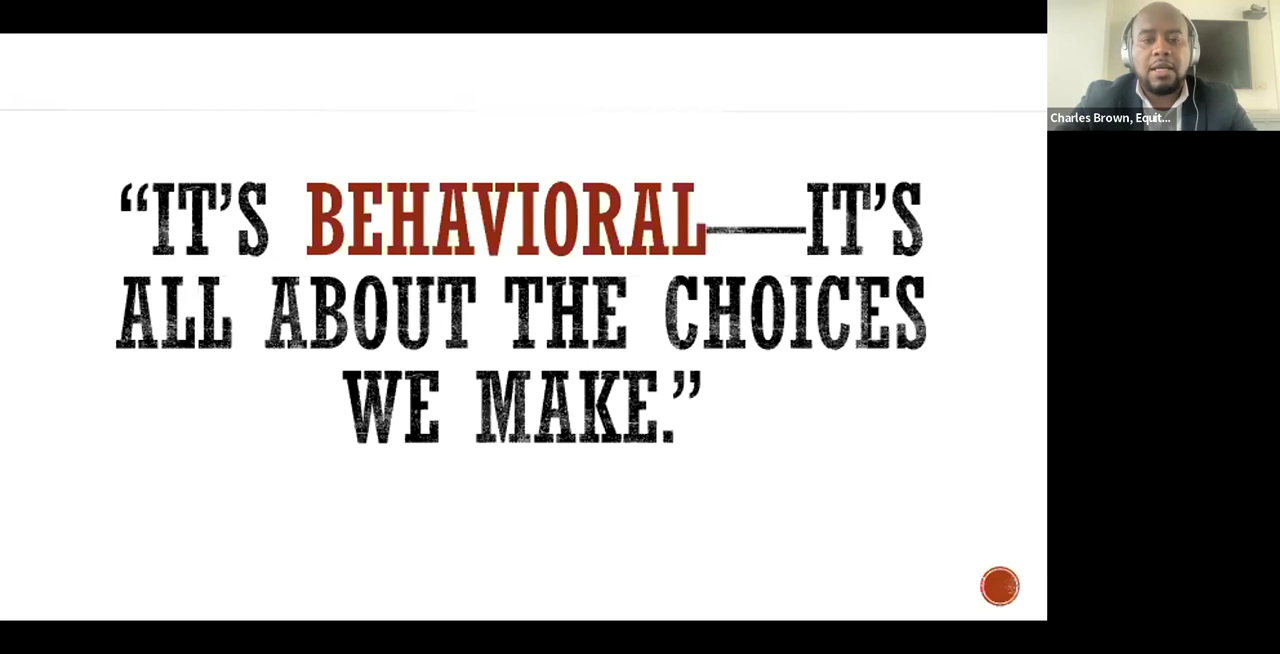 “IT’S BEHAVIORAL—IT’S
ALL ABOUT THE CHOICES
WE MAKE.”
Charles Brown, Equit...